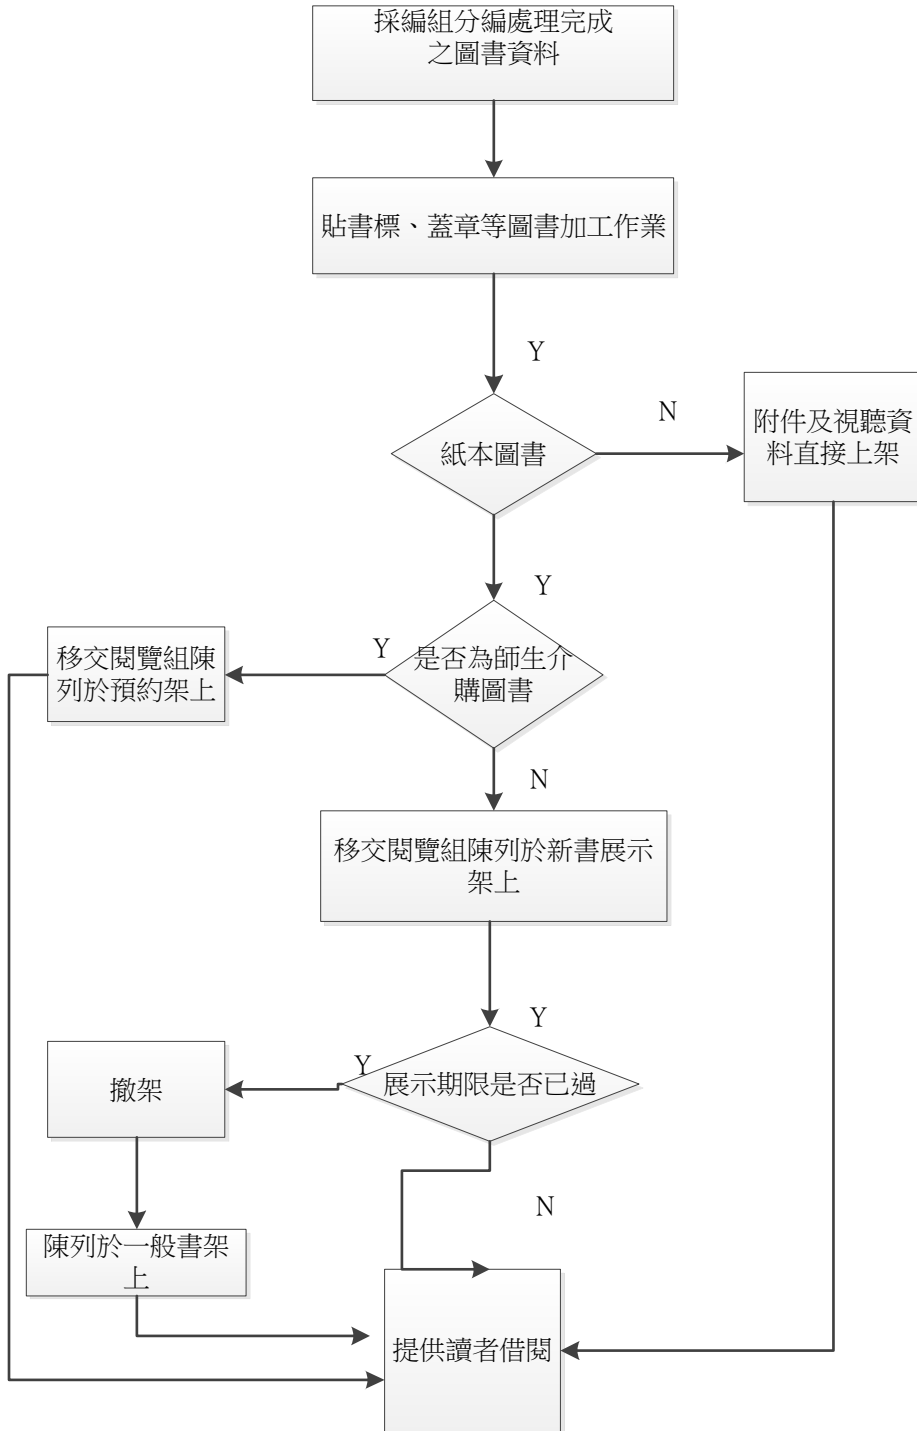 採編組分編處理完成
之圖書資料
貼書標、蓋章等圖書加工作業
Y
紙本圖書
N
附件及視聽資
料直接上架
Y
是否為師生介
購圖書
Y
移交閱覽組陳
列於預約架上
N
移交閱覽組陳列於新書展示
架上
Y
展示期限是否已過
Y
撤架
N
陳列於一般書架
上
提供讀者借閱